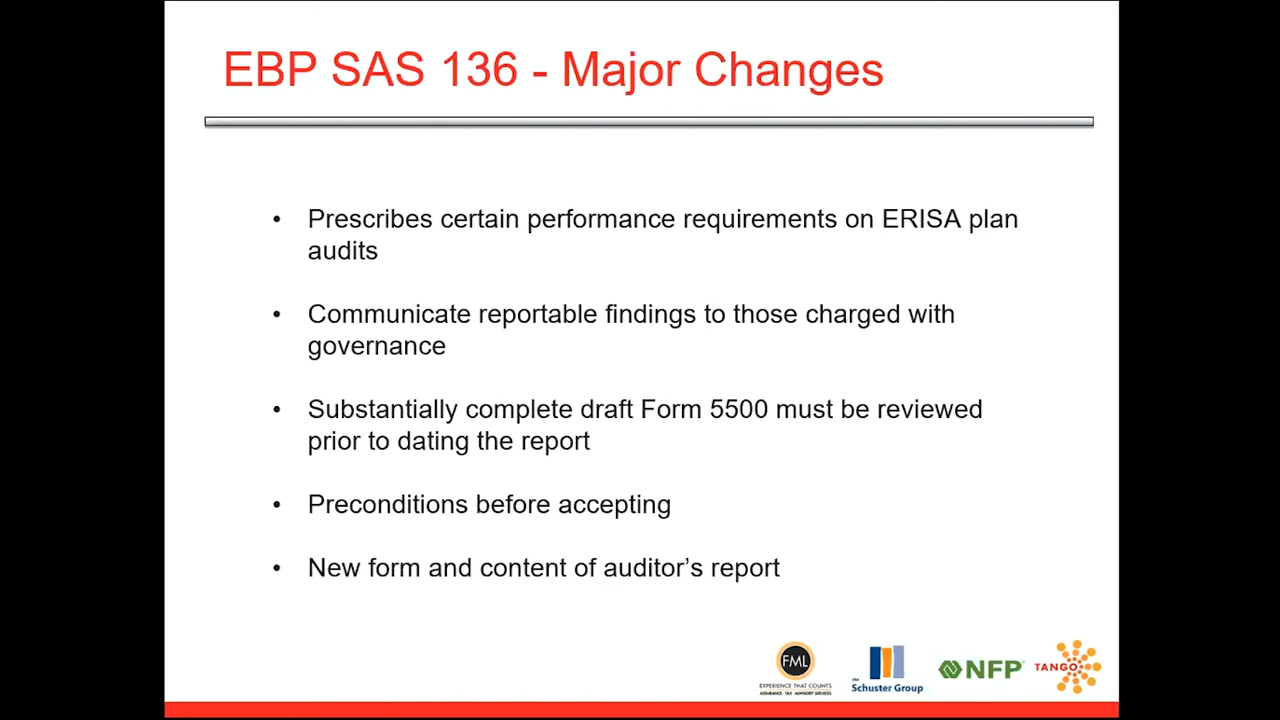 EBP SAS 136 - Major Changes
• Prescribes certain performance requirements on ERISA plan
audits
• Communicate reportable findings to those charged with
governance
• Substantially complete draft Form 5500 must be reviewed
prior to dating the report
• Preconditions before accepting
• New form and content of auditor’s report
FML
EXPERIENCE THAT COUNTS
ASSURANCE · TAX · ADVISORY SERVICES
the
Schuster Group
NFP
TANGO